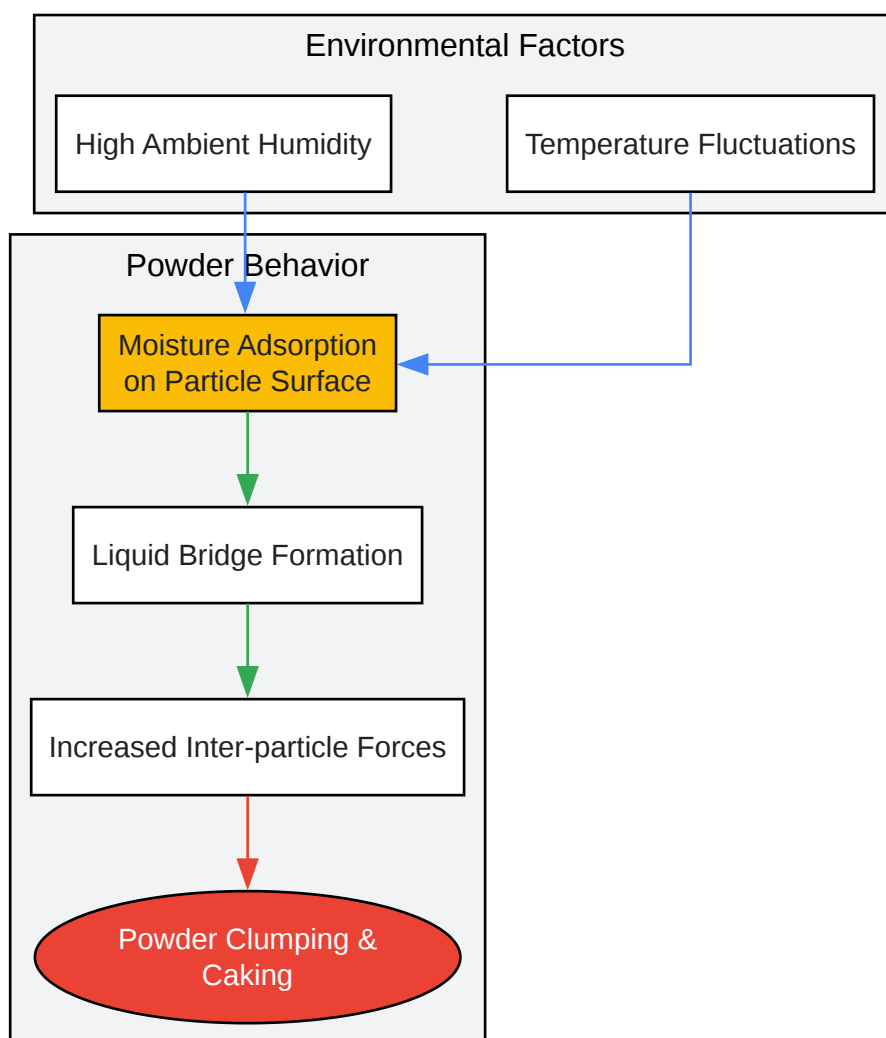 Environmental Factors
High Ambient Humidity
Temperature Fluctuations
Powder Behavior
Moisture Adsorption
on Particle Surface
Liquid Bridge Formation
Increased Inter-particle Forces
Powder Clumping &
Caking